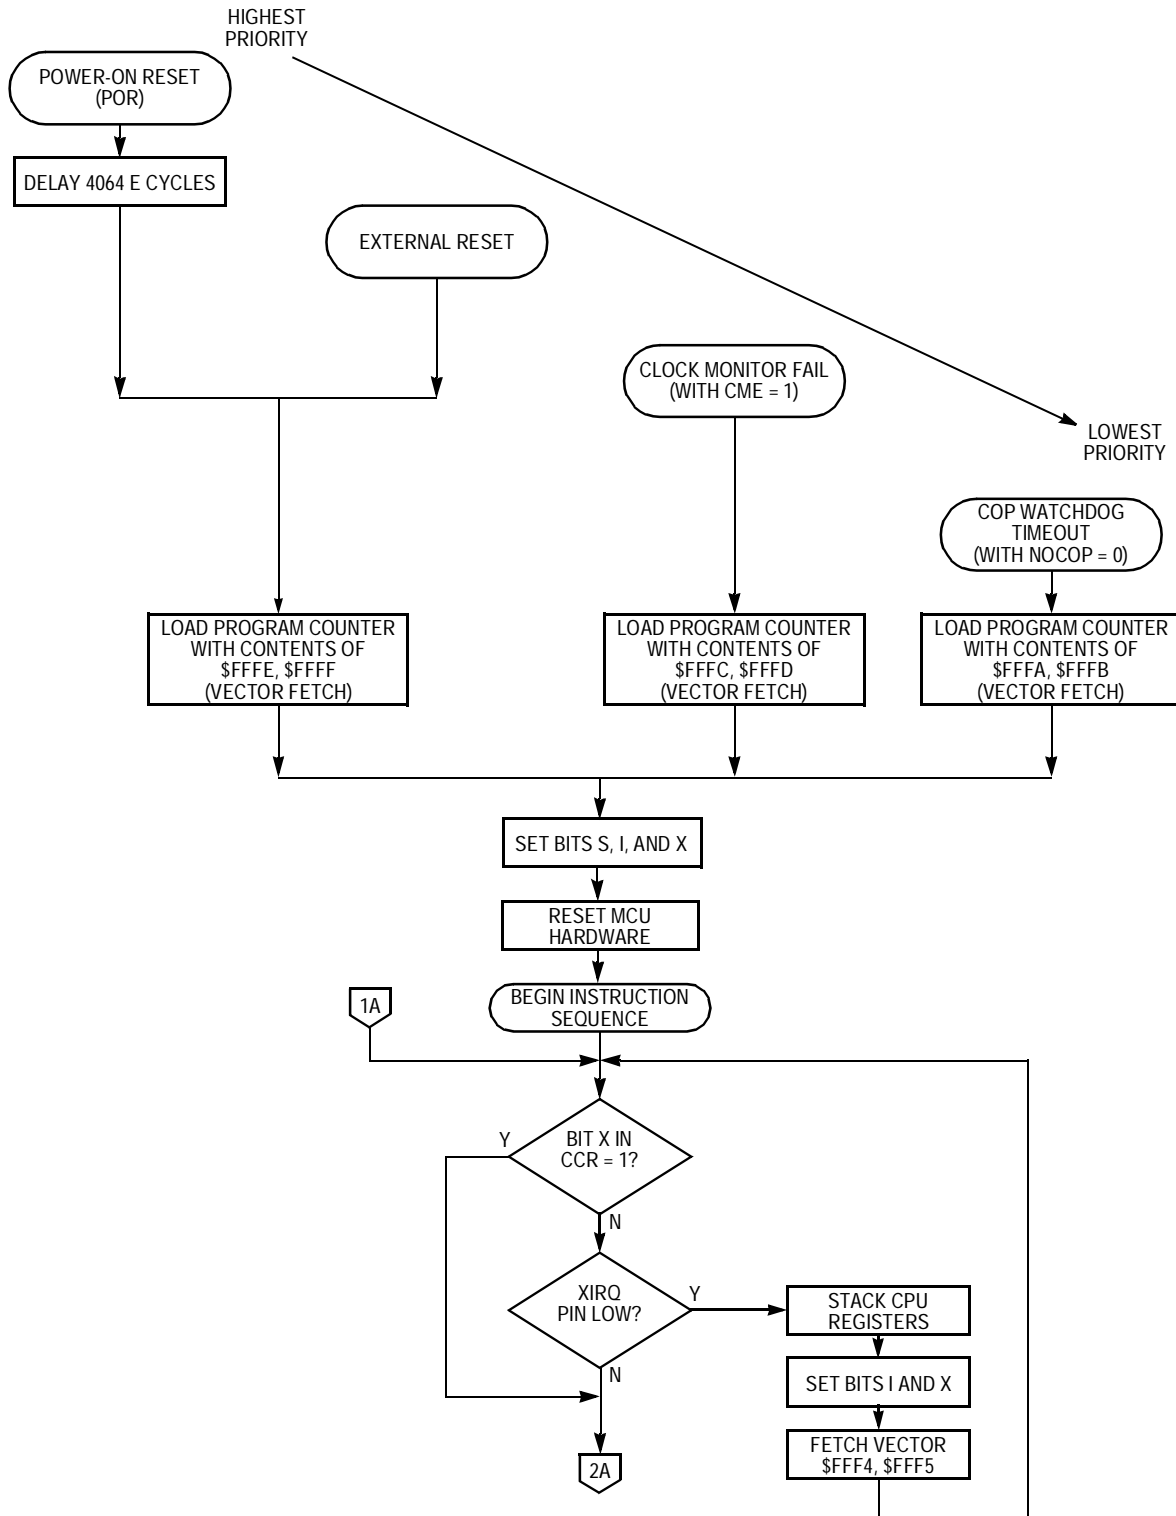 HIGHEST
PRIORITY
POWER-ON RESET
(POR)
DELAY 4064 E CYCLES
EXTERNAL RESET
CLOCK MONITOR FAIL
(WITH CME = 1)
LOWEST
PRIORITY
COP WATCHDOG
TIMEOUT
(WITH NOCOP = 0)
LOAD PROGRAM COUNTER
WITH CONTENTS OF
$FFFE, $FFFF
(VECTOR FETCH)
LOAD PROGRAM COUNTER
WITH CONTENTS OF
$FFFC, $FFFD
(VECTOR FETCH)
LOAD PROGRAM COUNTER
WITH CONTENTS OF
$FFFA, $FFFB
(VECTOR FETCH)
SET BITS S, I, AND X
RESET MCU
HARDWARE
1A
BEGIN INSTRUCTION
SEQUENCE
Y
BIT X IN
CCR = 1?
N
XIRQ
PIN LOW?
Y
STACK CPU
REGISTERS
N
SET BITS I AND X
FETCH VECTOR
$FFF4, $FFF5
2A